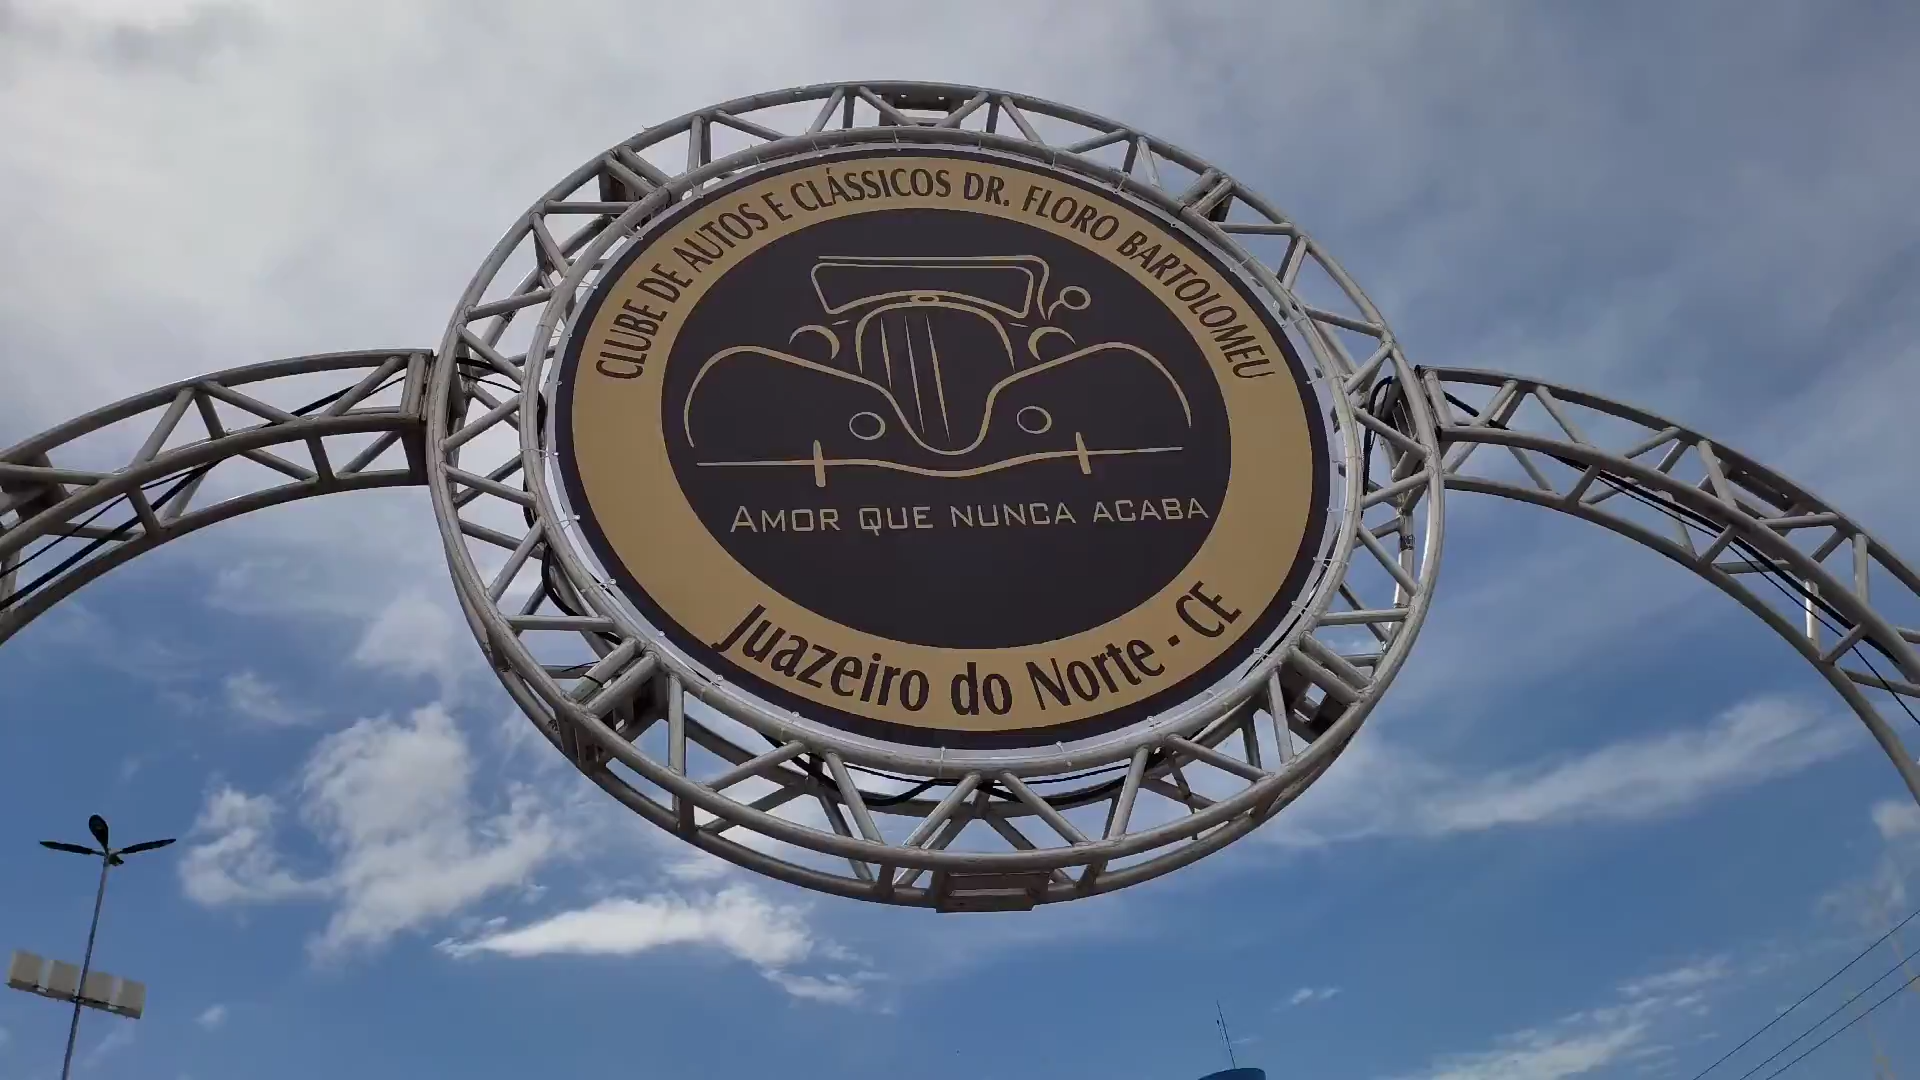 CLUBE DE AUTOS E CLÁSSICOS DR. FLORO BARTOLOMEU
AMOR QUE NUNCA ACABA
Juazeiro do Norte - CE